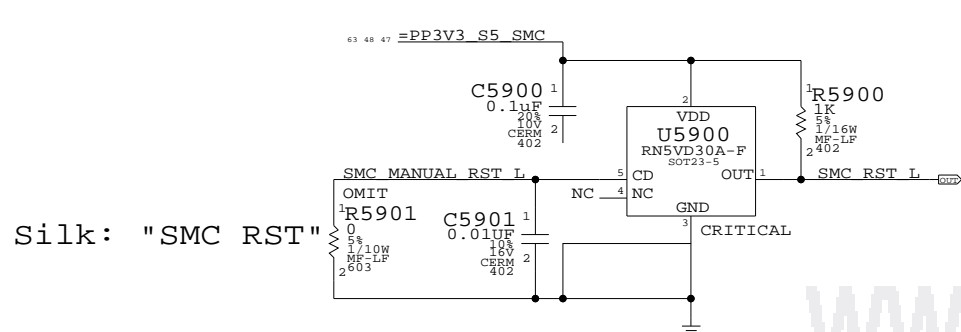 63 48 47 =PP3V3_S5_SMC
C5900 1
0.1uF
20%
10V
CERM
402
2
2
VDD
U5900
RN5VD30A-F
SOT23-5
1
R5900
1K
5%
1/16W
MF-LF
402
2
SMC_MANUAL_RST_L
5 CD
OUT 1
SMC_RST_L
OUT
NC 4 NC
GND
3
CRITICAL
OMIT
1
R5901
0
5%
1/10W
MF-LF
603
2
Silk: "SMC RST"
C5901 1
0.01UF
10%
16V
CERM
402
2
WWW